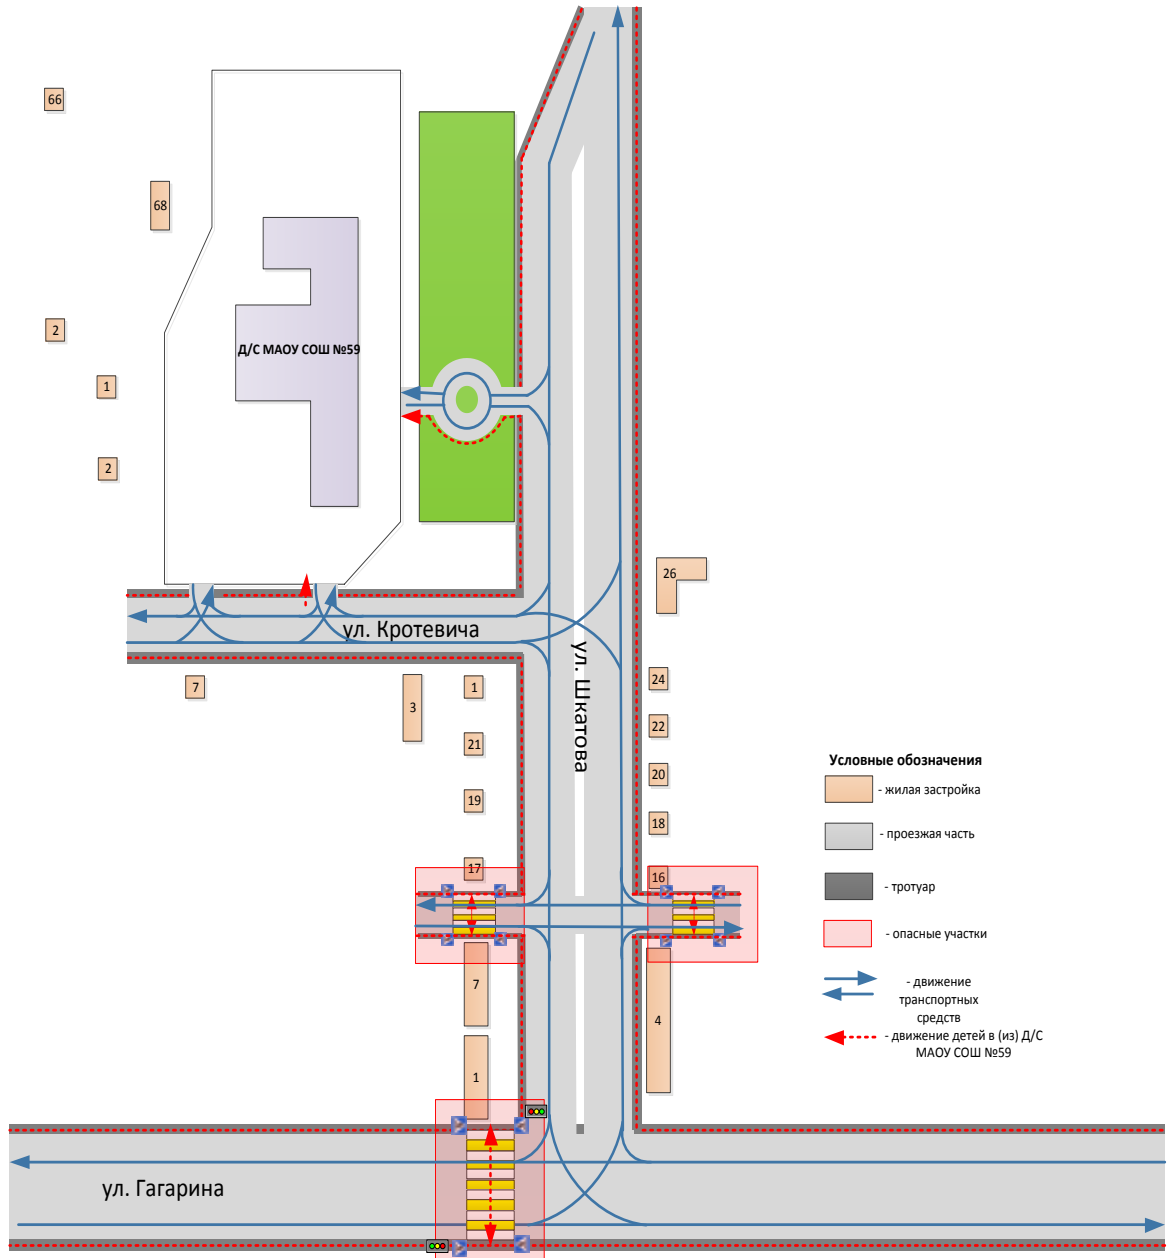 66
68
2
Д/С МАОУ СОШ №59
1
2
26
ул. Кротевича
ул. Шкатова
7
3
1
24
21
22
20
19
18
17
16
7
4
1
ул. Гагарина
Условные обозначения
- жилая застройка
- проезжая часть
- тротуар
- опасные участки
- движение
транспортных
средств
- движение детей в (из) Д/С
МАОУ СОШ №59